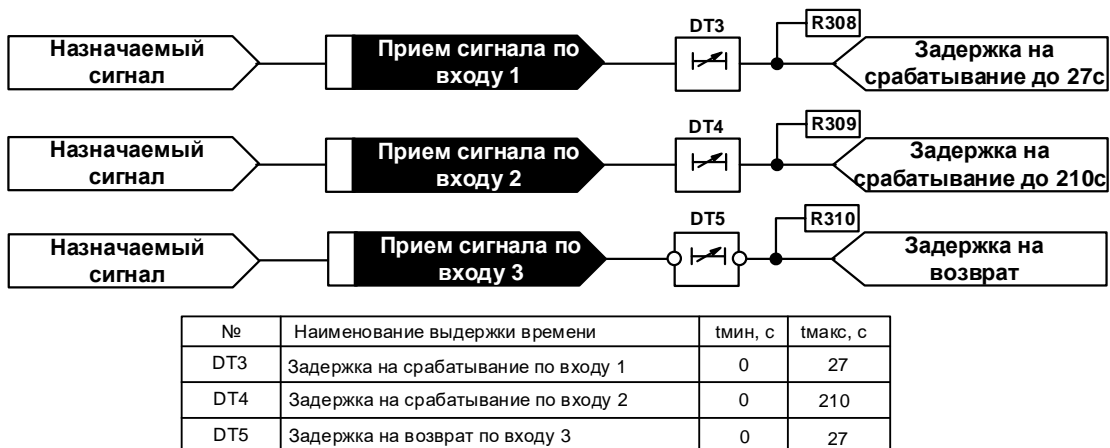 DT3
R308
Назначаемый
сигнал
Прием сигнала по
входу 1
Задержка на
срабатывание до 27с
DT4
R309
Назначаемый
сигнал
Прием сигнала по
входу 2
Задержка на
срабатывание до 210с
DT5
R310
Назначаемый
сигнал
Прием сигнала по
входу 3
Задержка на
возврат
№ Наименование выдержки времени tмин, с tмакс, с
DT3 Задержка на срабатывание по входу 1 0 27
DT4 Задержка на срабатывание по входу 2 0 210
DT5 Задержка на возврат по входу 3 0 27